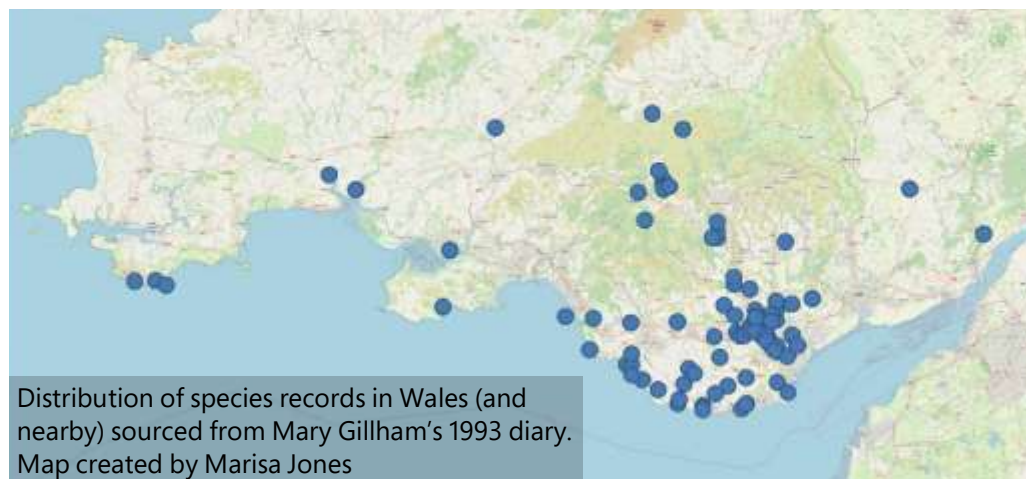 Distribution of species records in Wales (and
nearby) sourced from Mary Gillham's 1993 diary.
Map created by Marisa Jones